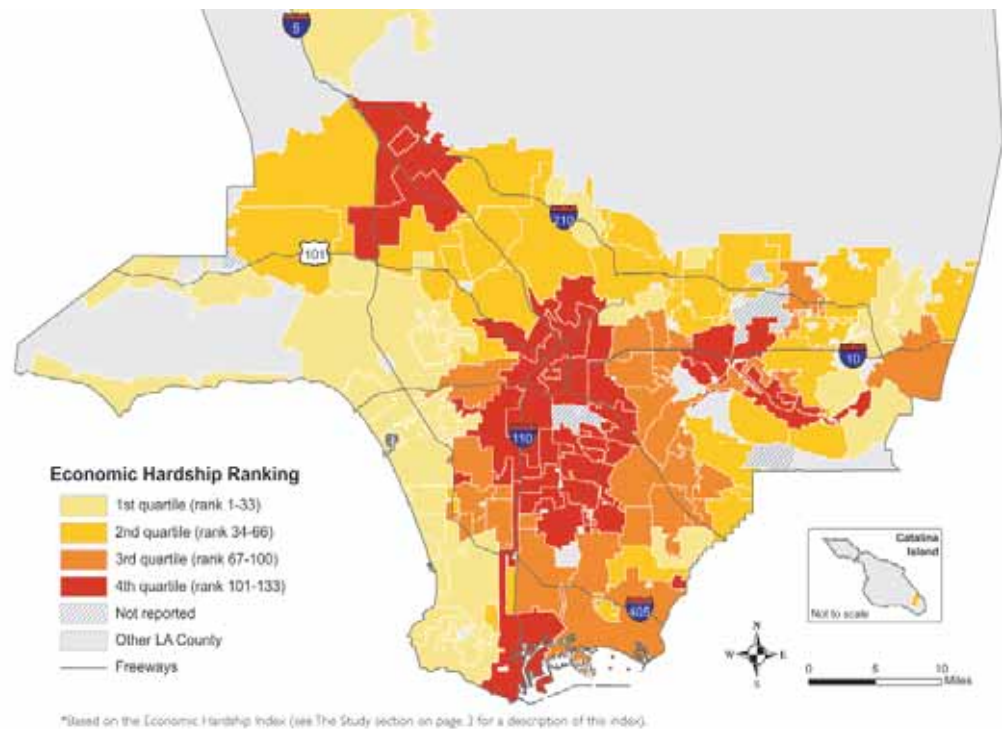 5
210
101
10
110
Economic Hardship Ranking
1st quartile (rank 1-33)
2nd quartile (rank 34-66)
3rd quartile (rank 67-100)
4th quartile (rank 101-133)
Not reported
Other LA County
Freeways
405
Catalina
Island
Not to scale
N
W E
S
0 5 10
Miles
*Based on the Economic Hardship Index (see The Study section on page 3 for a description of this index).